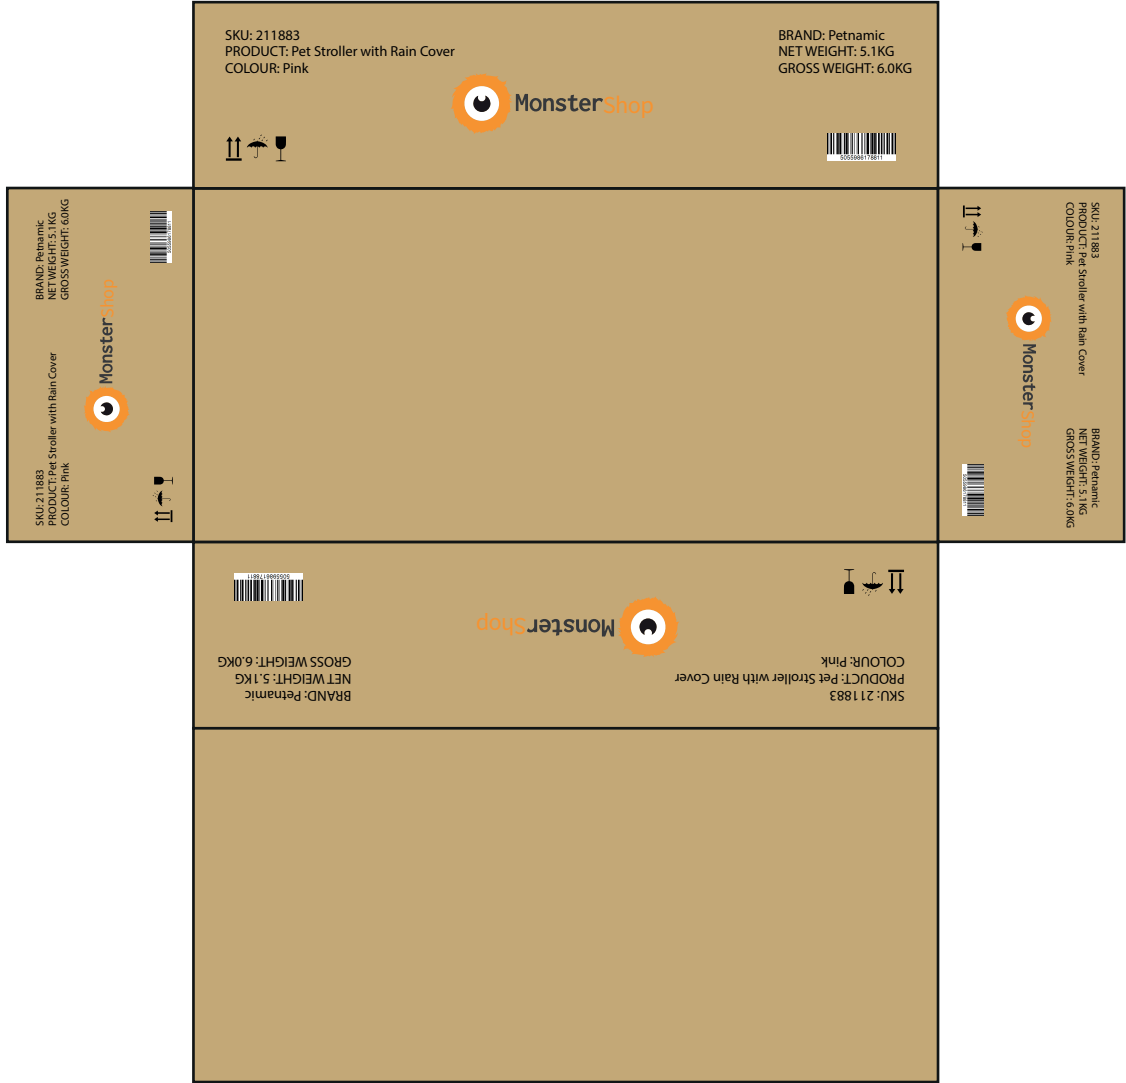 SKU: 211883
PRODUCT: Pet Stroller with Rain Cover
COLOUR: Pink
BRAND: Petnamic
NET WEIGHT: 5.1KG
GROSS WEIGHT: 6.0KG
MonsterShop
5055986178811
BRAND: Petnamic
NET WEIGHT: 5.1KG
GROSS WEIGHT: 6.0KG
5055986178811
MonsterShop
SKU: 211883
PRODUCT: Pet Stroller with Rain Cover
COLOUR: Pink
SKU: 211883
PRODUCT: Pet Stroller with Rain Cover
COLOUR: Pink
MonsterShop
BRAND: Petnamic
NET WEIGHT: 5.1KG
GROSS WEIGHT: 6.0KG
5055986178811
SKU: 211883
PRODUCT: Pet Stroller with Rain Cover
COLOUR: Pink
BRAND: Petnamic
NET WEIGHT: 5.1KG
GROSS WEIGHT: 6.0KG
MonsterShop
5055986178811